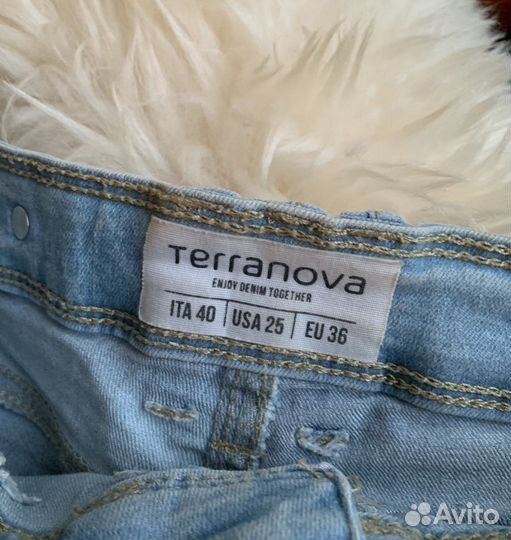 Terranova
ENJOY DENIM TOGETHER
ITA 40 | USA 25 | EU 36
Avito